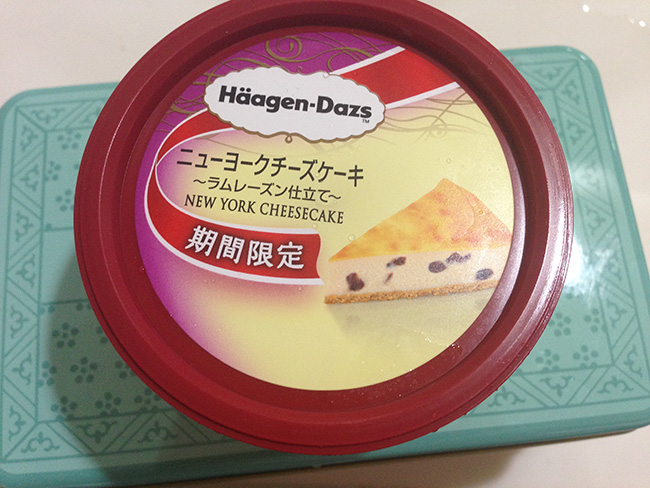 Häagen-Dazs™
ニューヨークチーズケーキ
～ラムレーズン仕立て～
NEW YORK CHEESECAKE
期間限定